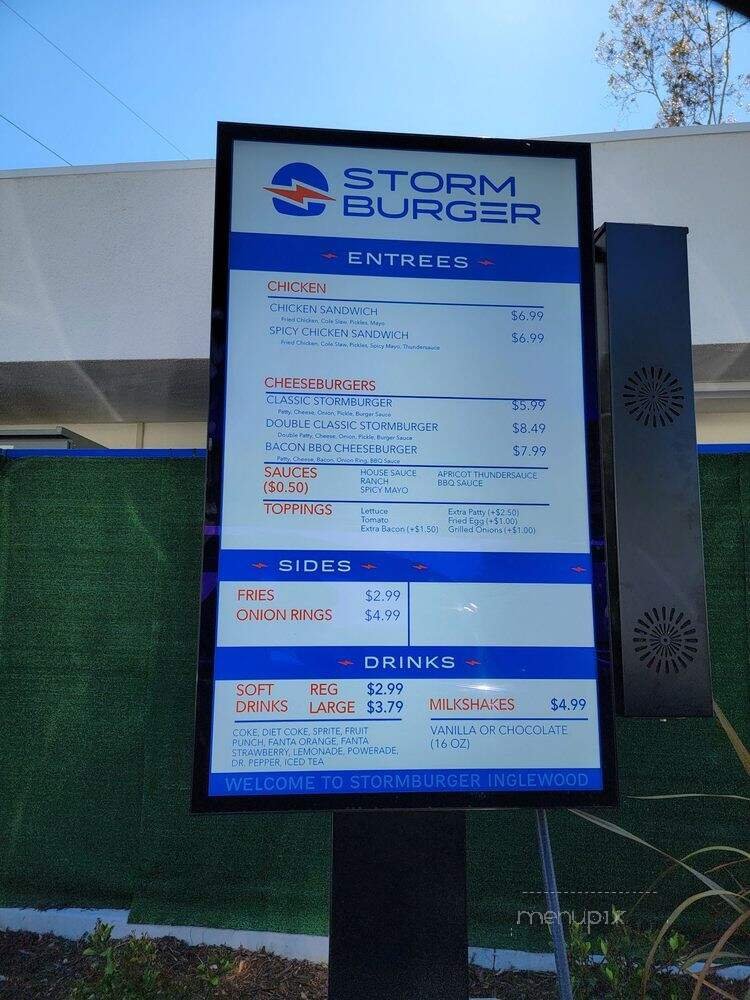 STORM
BURGER
ENTREES
CHICKEN
CHICKEN SANDWICH $6.99
Fried Chicken, Cole Slaw, Pickles, Mayo
SPICY CHICKEN SANDWICH $6.99
Fried Chicken, Cole Slaw, Pickles, Spicy Mayo, Thundersauce
CHEESEBURGERS
CLASSIC STORMBURGER $5.99
Patty, Cheese, Onion, Pickle, Burger Sauce
DOUBLE CLASSIC STORMBURGER $8.49
Double Patty, Cheese, Onion, Pickle, Burger Sauce
BACON BBQ CHEESEBURGER $7.99
Patty, Cheese, Bacon, Onion Ring, BBQ Sauce
SAUCES
($0.50)
HOUSE SAUCE
RANCH
SPICY MAYO
APRICOT THUNDERSAUCE
BBQ SAUCE
TOPPINGS
Lettuce
Tomato
Extra Bacon (+$1.50)
Extra Patty (+$2.50)
Fried Egg (+$1.00)
Grilled Onions (+$1.00)
SIDES
FRIES $2.99
ONION RINGS $4.99
DRINKS
SOFT DRINKS
REG $2.99
LARGE $3.79
COKE, DIET COKE, SPRITE, FRUIT
PUNCH, FANTA ORANGE, FANTA
STRAWBERRY, LEMONADE, POWERADE,
DR. PEPPER, ICED TEA
MILKSHAKES $4.99
VANILLA OR CHOCOLATE
(16 OZ)
WELCOME TO STORMBURGER INGLEWOOD
menupix